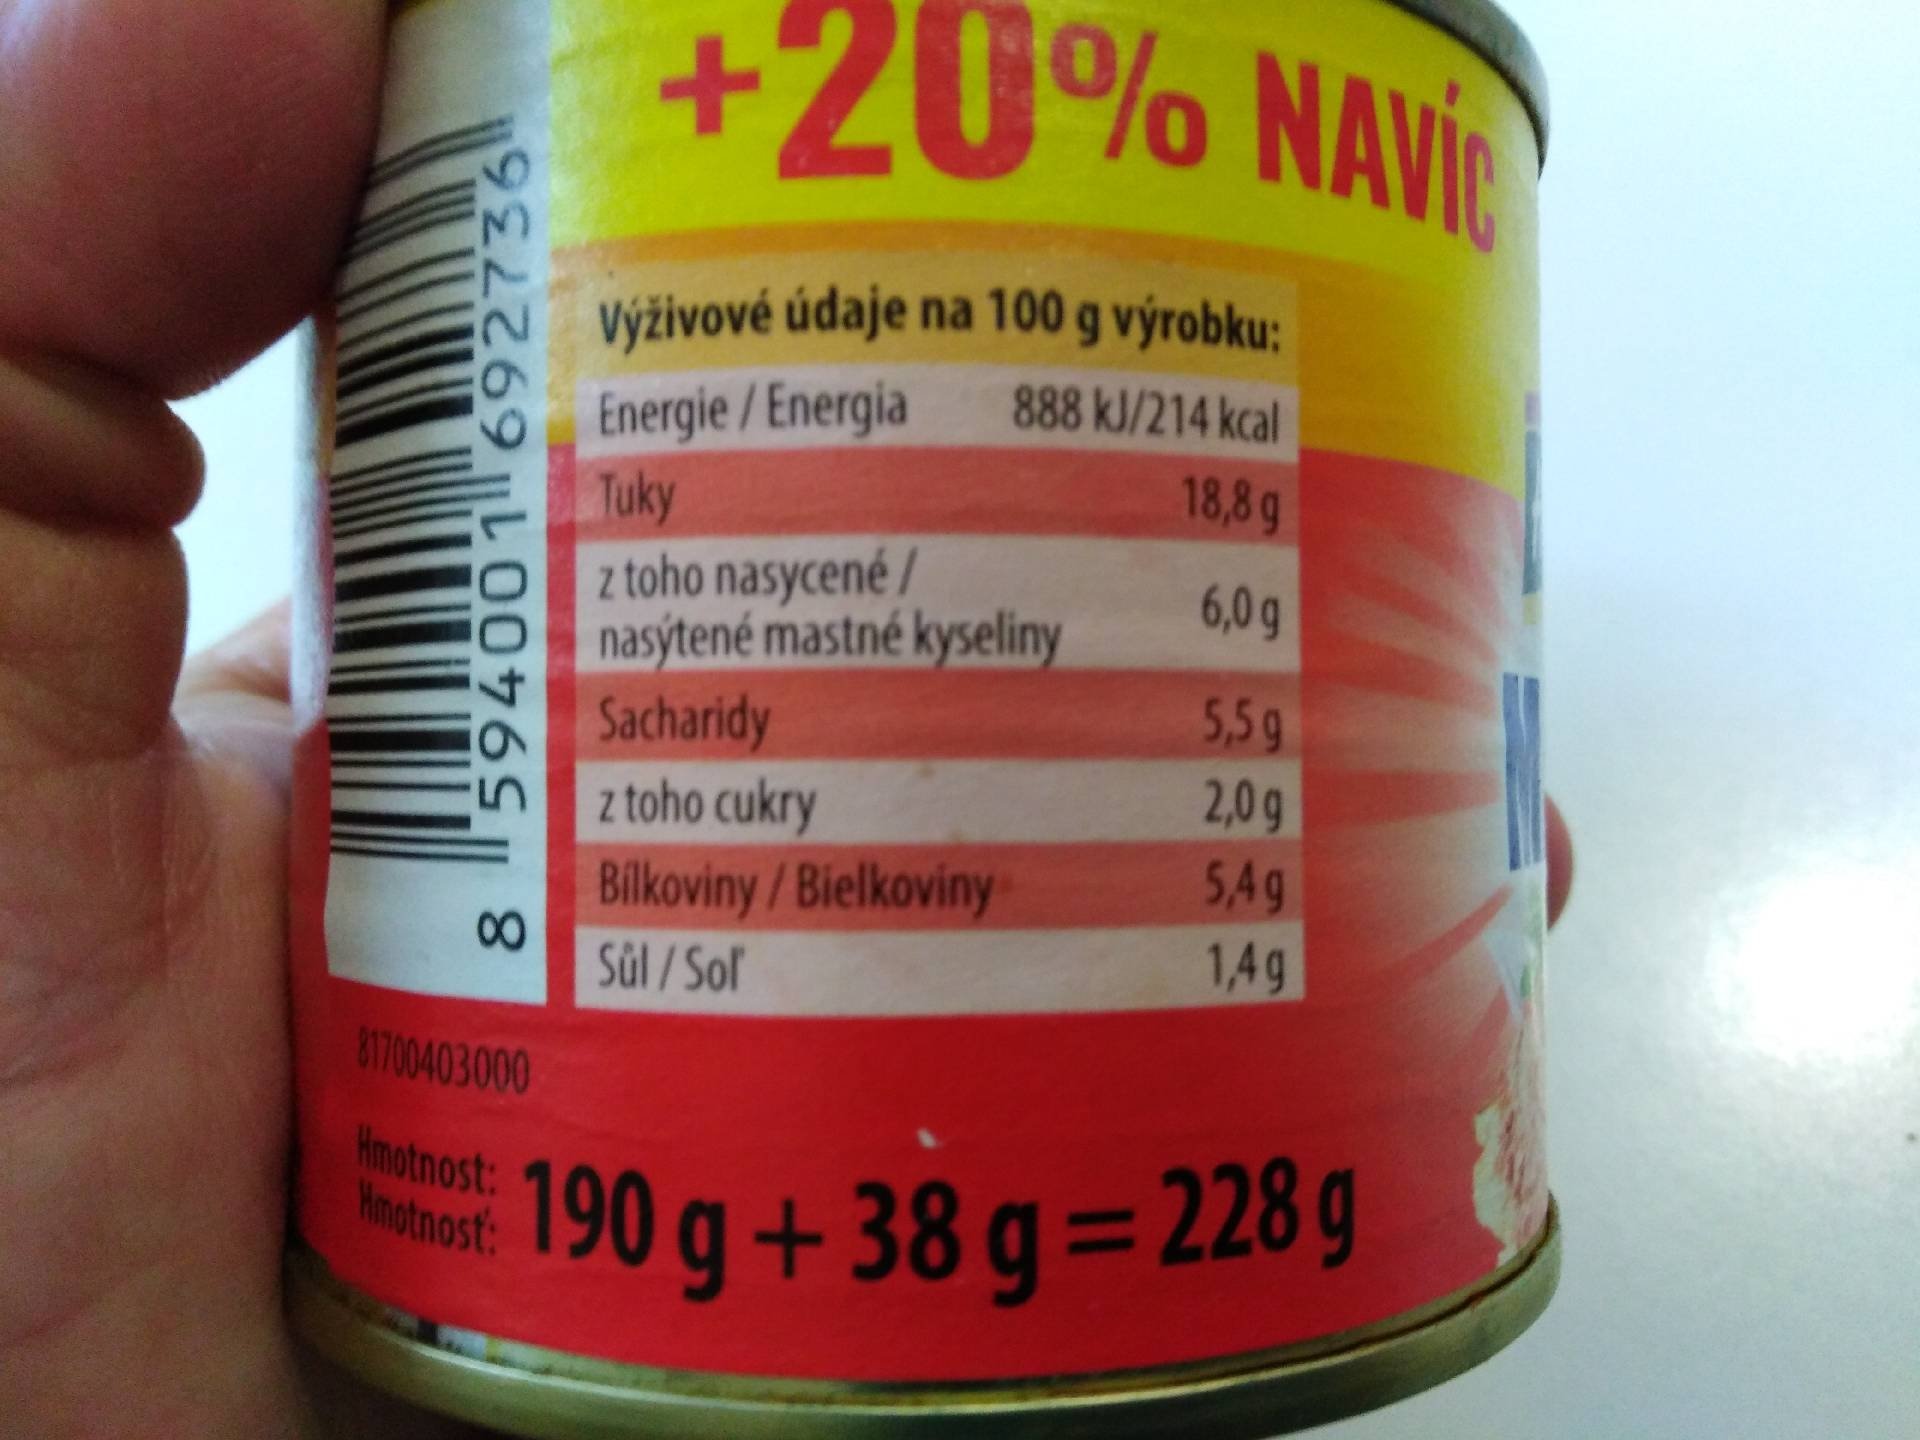 +20% NAVÍC
Výživové údaje na 100 g výrobku:
Energie / Energia 888 kJ/214 kcal
Tuky 18,8 g
z toho nasycené /
nasýtené mastné kyseliny 6,0 g
Sacharidy 5,5 g
z toho cukry 2,0 g
Bílkoviny / Bielkoviny 5,4 g
Sůl / Soľ 1,4 g
8 594001 692736
81700403000
Hmotnost:
Hmotnosť:
190 g + 38 g = 228 g